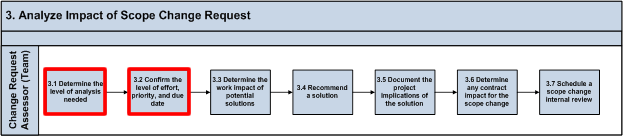 3. Analyze Impact of Scope Change Request
Change Request
Assessor (Team)
3.1 Determine the
level of analysis
needed
3.2 Confirm the
level of effort,
priority, and due
date
3.3 Determine the
work impact of
potential
solutions
3.4 Recommend
a solution
3.5 Document the
project
Implications of
the solution
3.6 Determine
any contract
impact for the
scope change
3.7 Schedule a
scope change
internal review